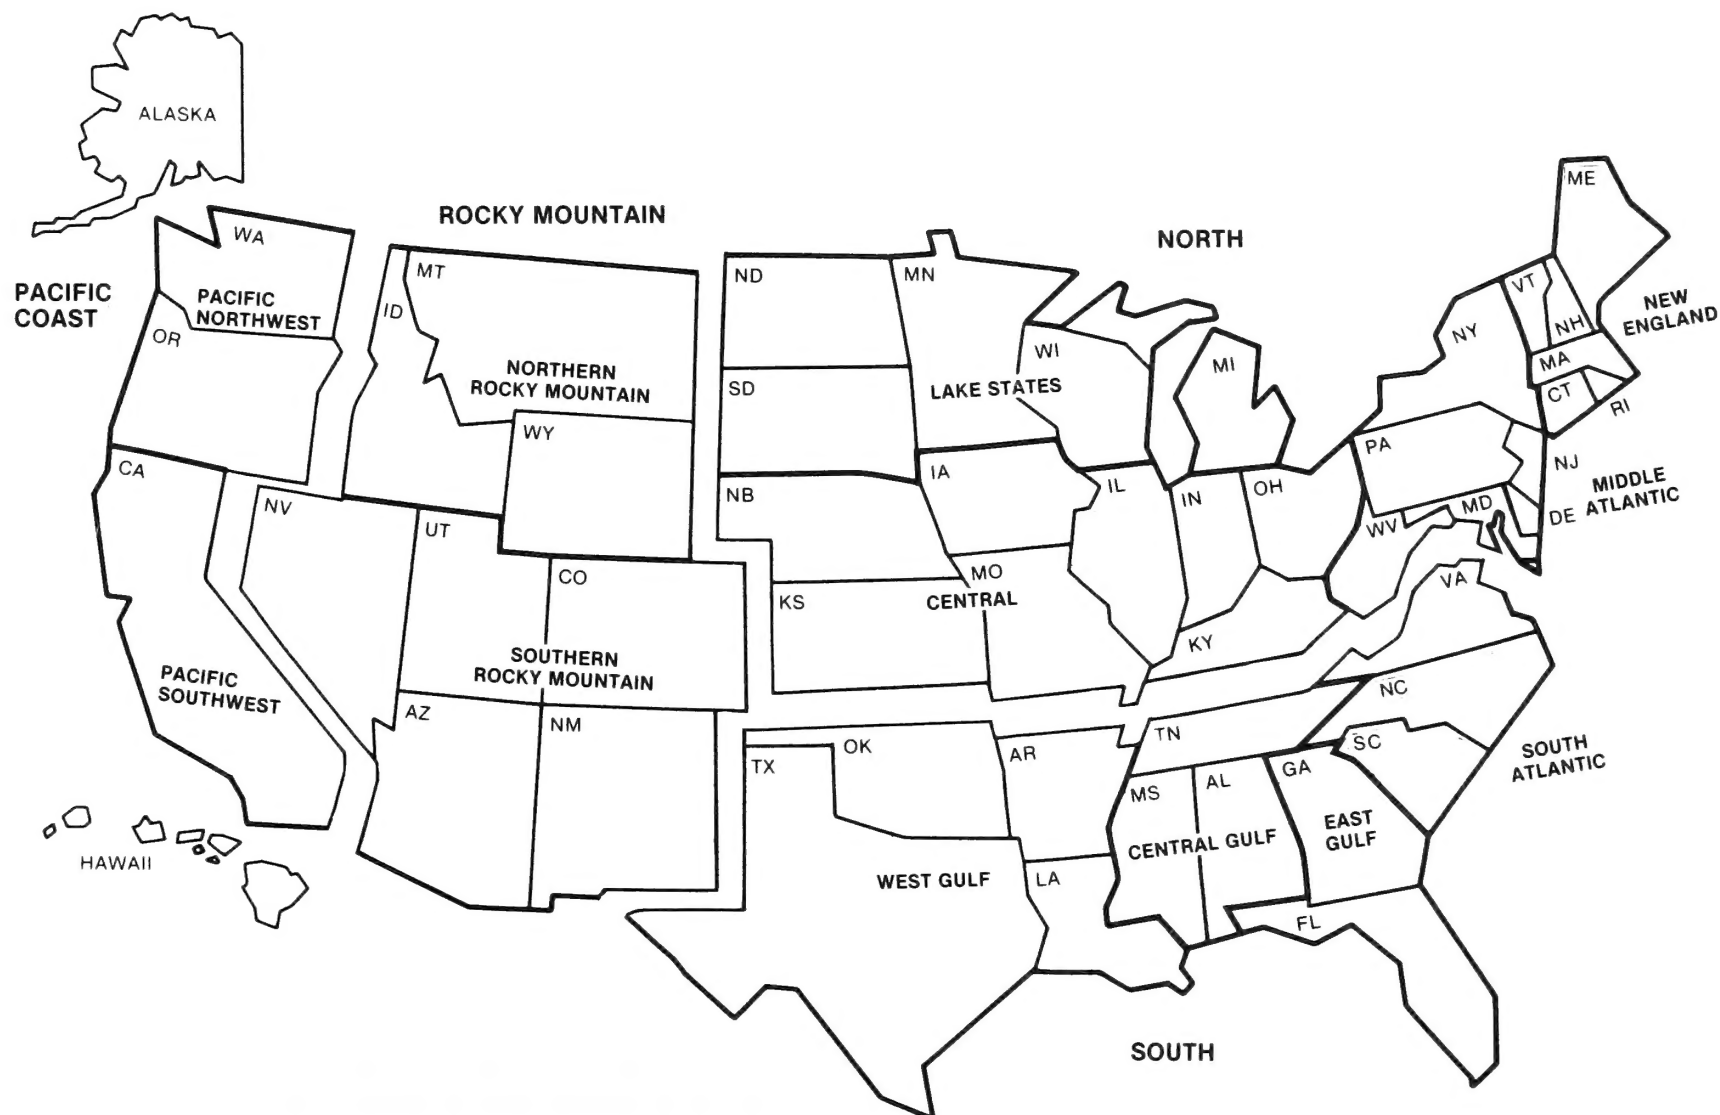 ALASKA
ROCKY MOUNTAIN
NORTH
PACIFIC
COAST
WA
PACIFIC
NORTHWEST
OR
CA
PACIFIC
SOUTHWEST
HAWAII
MT
ID
NORTHERN
ROCKY MOUNTAIN
WY
NV
UT
CO
SOUTHERN
ROCKY MOUNTAIN
AZ
NM
ND
MN
SD
WI
MI
LAKE STATES
NB
IA
IL
IN
OH
KS
MO
CENTRAL
KY
ME
VT
NH
NEW
ENGLAND
NY
MA
CT
RI
PA
NJ
MIDDLE
ATLANTIC
MD
DE
WV
VA
NC
SC
SOUTH
ATLANTIC
OK
TX
AR
TN
MS
AL
GA
CENTRAL GULF
EAST
GULF
WEST GULF
LA
FL
SOUTH